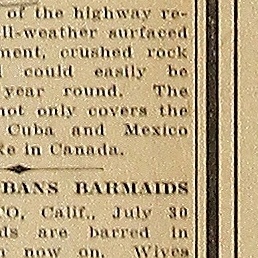 of the highway re-
ll-weather surfaced
ment, crushed rock
could easily be
year round. The
not only covers the
Cuba and Mexico
ke in Canada.
BANS BARMAIDS
CO, Calif., July 30
ds are barred in
n now on. Wives